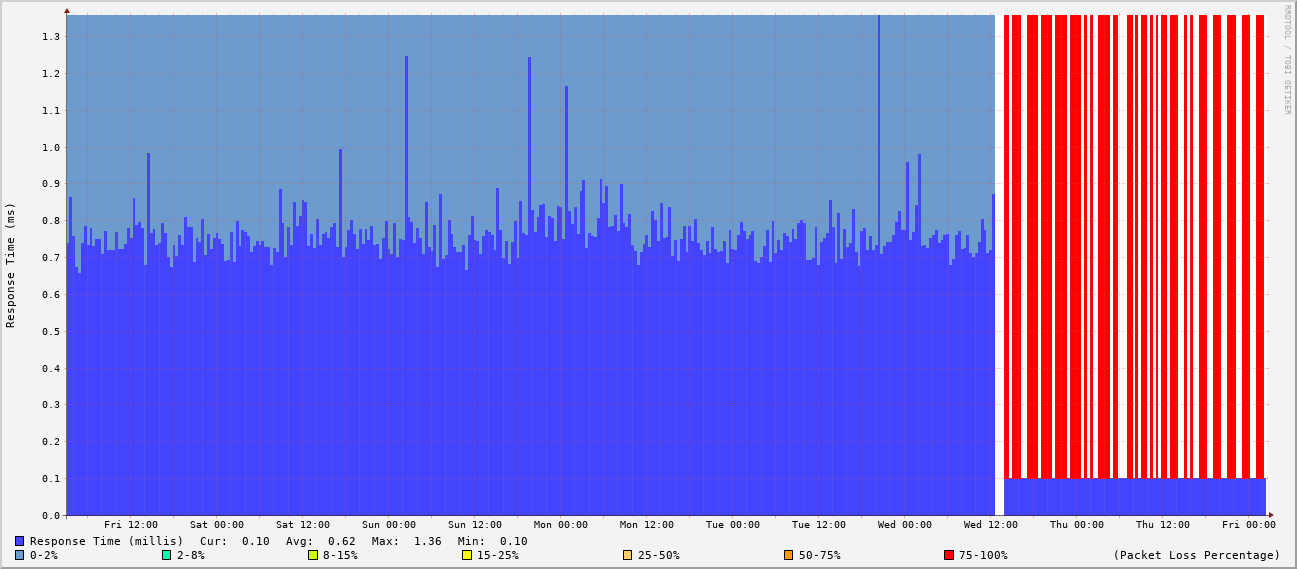 RRDTOOL / TOBI OETIKER
Response Time (ms)
1.3
1.2
1.1
1.0
0.9
0.8
0.7
0.6
0.5
0.4
0.3
0.2
0.1
0.0
Fri 12:00 Sat 00:00 Sat 12:00 Sun 00:00 Sun 12:00 Mon 00:00 Mon 12:00 Tue 00:00 Tue 12:00 Wed 00:00 Wed 12:00 Thu 00:00 Thu 12:00 Fri 00:00
Response Time (millis) Cur: 0.10 Avg: 0.62 Max: 1.36 Min: 0.10
0-2% 2-8% 8-15% 15-25% 25-50% 50-75% 75-100% (Packet Loss Percentage)